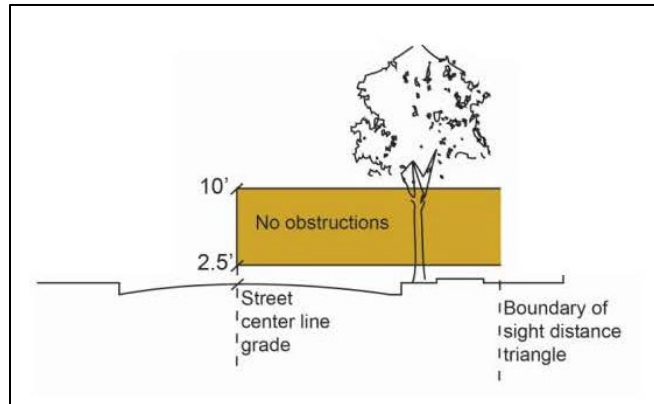 10'
No obstructions
2.5'
Street
center line
grade
Boundary of
sight distance
triangle